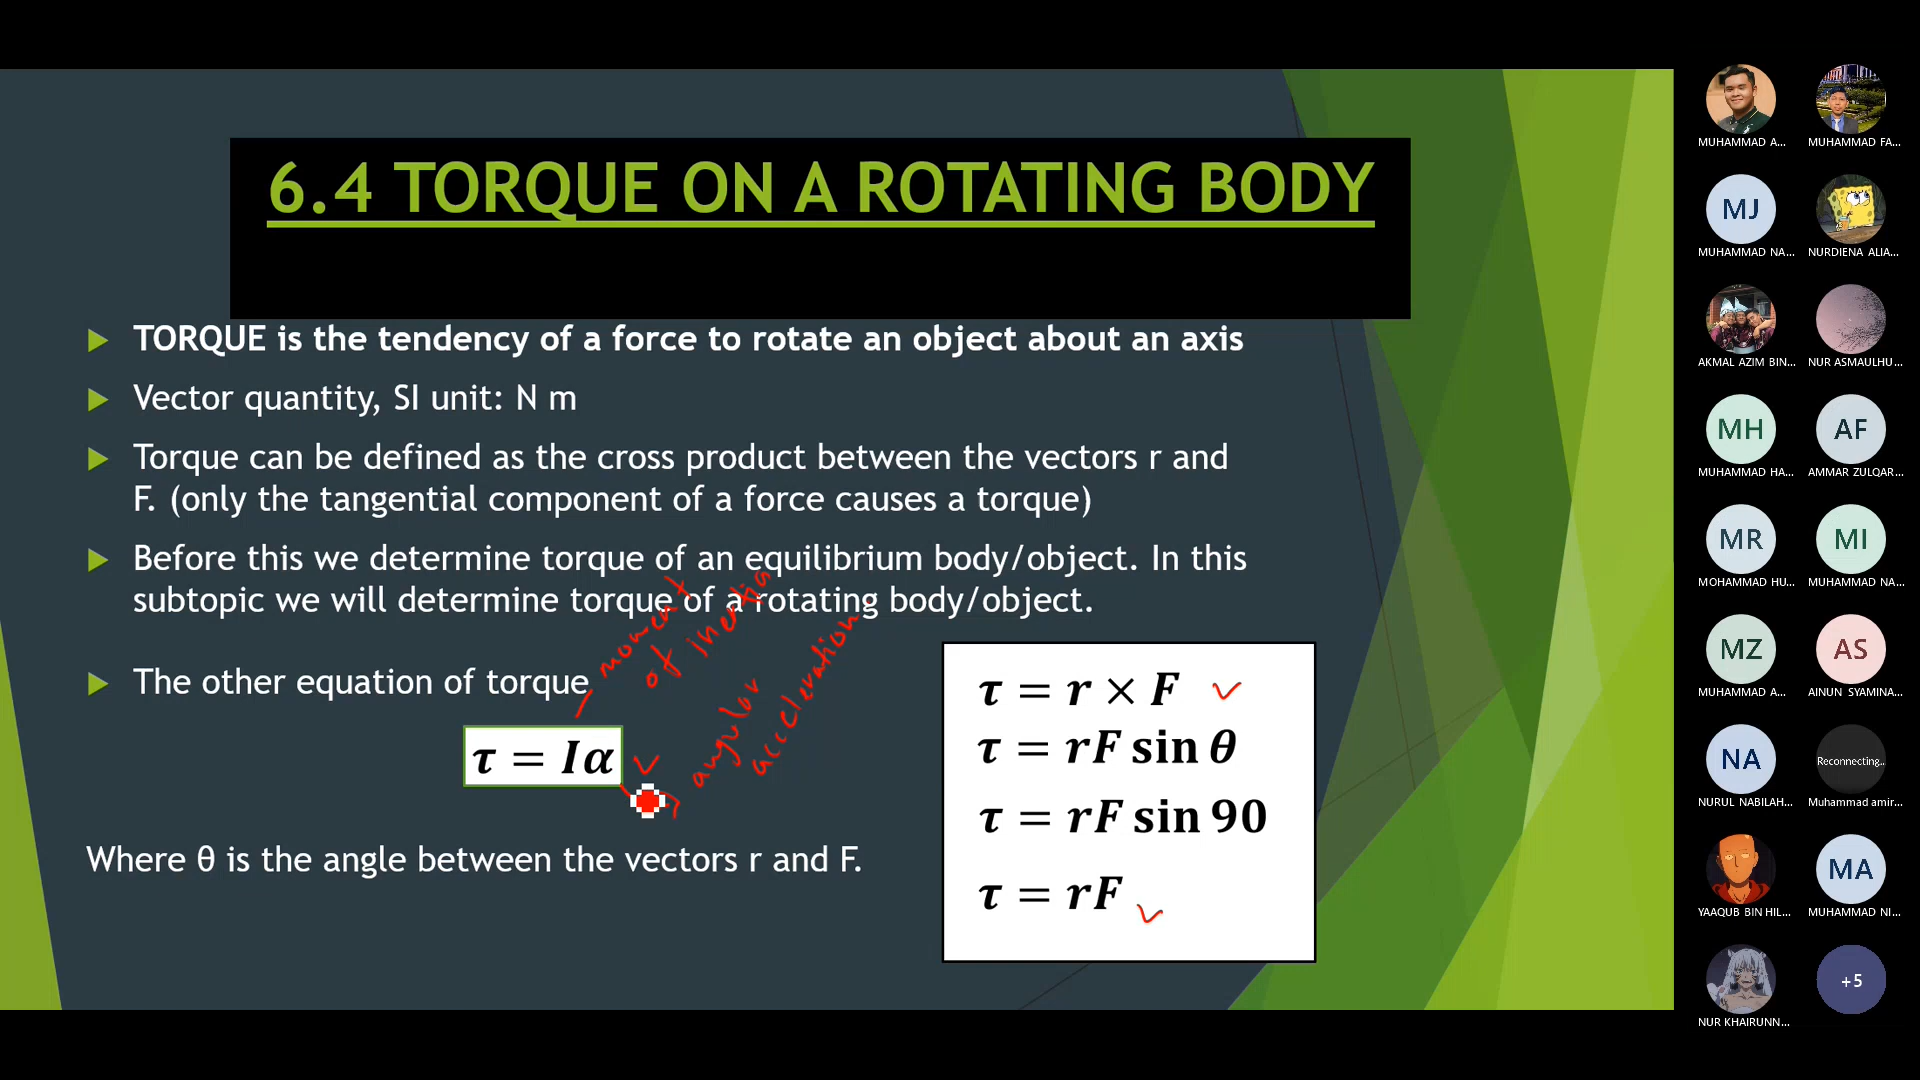 6.4 TORQUE ON A ROTATING BODY
TORQUE is the tendency of a force to rotate an object about an axis
Vector quantity, SI unit: N m
Torque can be defined as the cross product between the vectors r and
F. (only the tangential component of a force causes a torque)
Before this we determine torque of an equilibrium body/object. In this
subtopic we will determine torque of a rotating body/object.
The other equation of torque
moment
of inertia
τ = Iα
angular
acceleration
Where θ is the angle between the vectors r and F.
τ = r × F
τ = rF sin θ
τ = rF sin 90
τ = rF
MUHAMMAD A...
MUHAMMAD FA...
MJ
MUHAMMAD NA...
NURDIENA ALIA...
AKMAL AZIM BIN...
NUR ASMAULHU...
MH
AF
MUHAMMAD HA...
AMMAR ZULQAR...
MR
MI
MOHAMMAD HU...
MUHAMMAD NA...
MZ
AS
MUHAMMAD A...
AINUN SYAMINA...
NA
Reconnecting...
NURUL NABILAH...
Muhammad amir...
MA
YAAQUB BIN HIL...
MUHAMMAD NI...
+5
NUR KHAIRUNN...